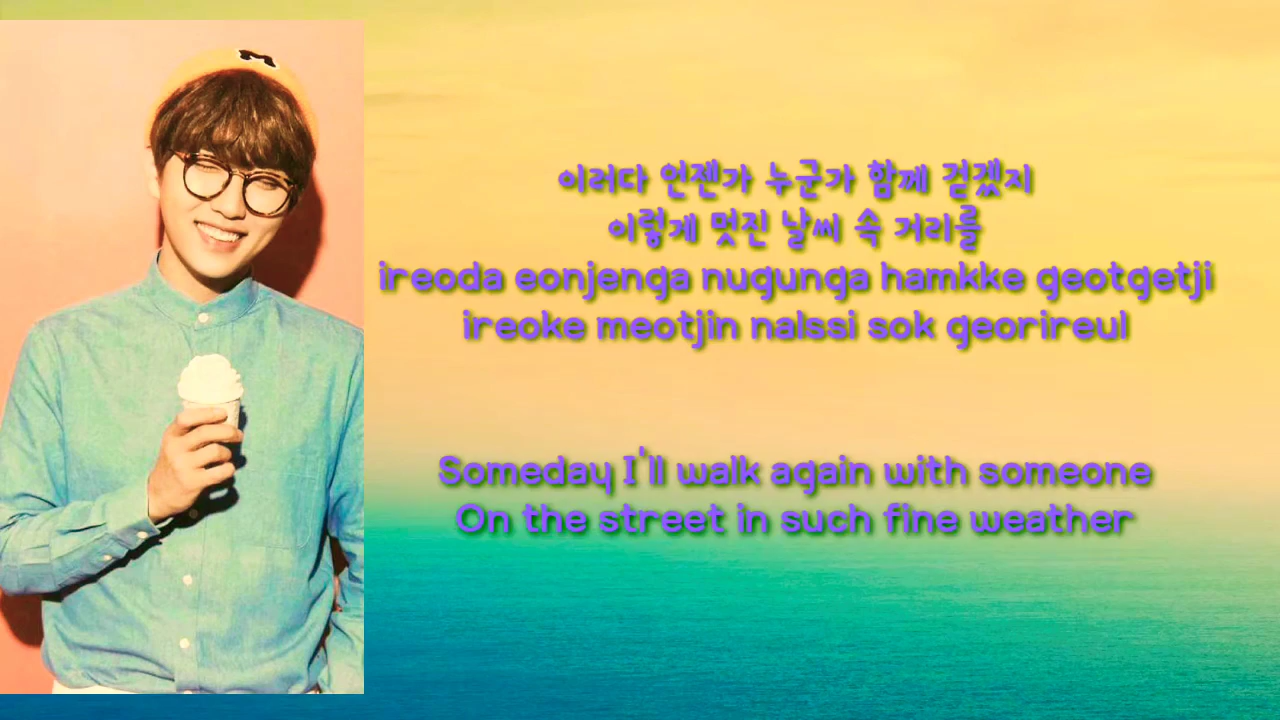 이러다 언젠가 누군가 함께 걷겠지
이렇게 멋진 날씨 속 거리를
ireoda eonjenga nugunga hamkke geotgetji
ireoke meotjin nalssi sok georireul
Someday I'll walk again with someone
On the street in such fine weather